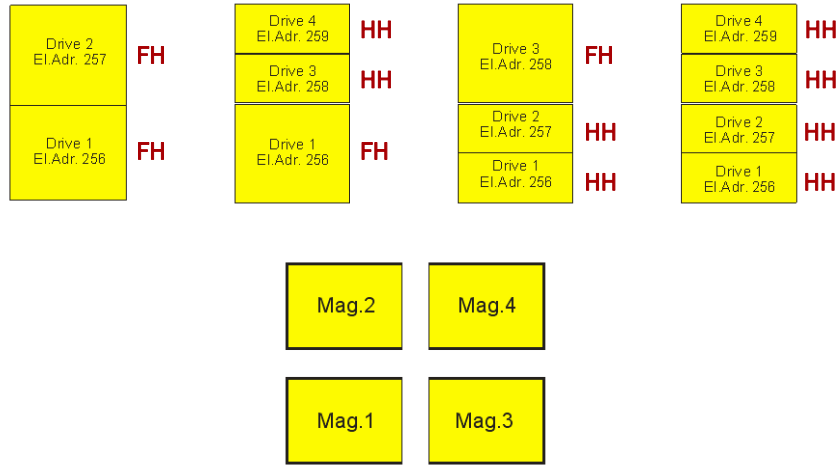 Drive 2
El.Adr. 257
FH
Drive 1
El.Adr. 256
FH
Drive 4
El.Adr. 259
HH
Drive 3
El.Adr. 258
HH
Drive 1
El.Adr. 256
FH
Drive 3
El.Adr. 258
FH
Drive 2
El.Adr. 257
HH
Drive 1
El.Adr. 256
HH
Drive 4
El.Adr. 259
HH
Drive 3
El.Adr. 258
HH
Drive 2
El.Adr. 257
HH
Drive 1
El.Adr. 256
HH
Mag.2
Mag.4
Mag.1
Mag.3